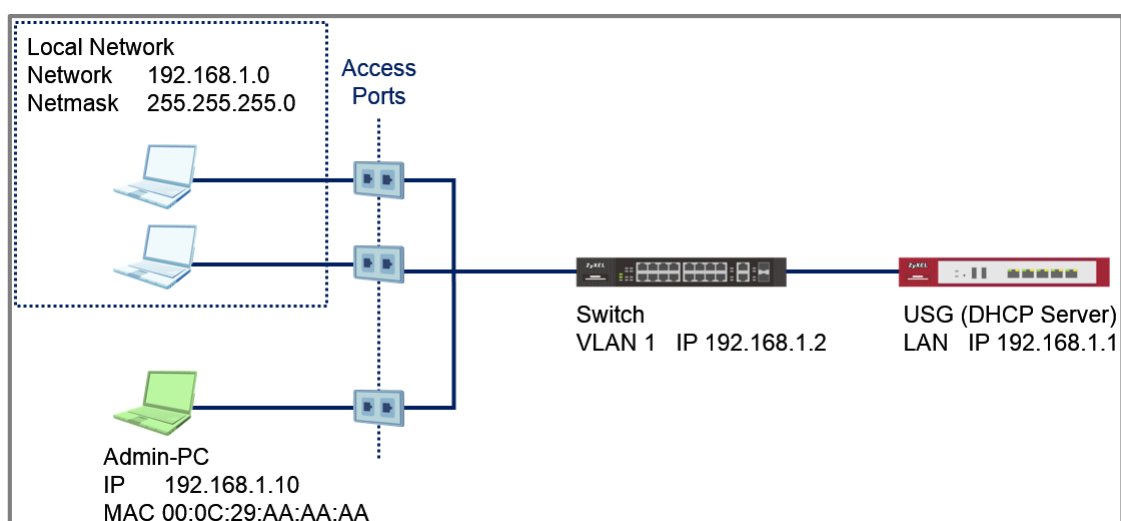 Local Network
Network 192.168.1.0
Netmask 255.255.255.0
Access
Ports
ZyXEL
ZyXEL
Switch
VLAN 1 IP 192.168.1.2
USG (DHCP Server)
LAN IP 192.168.1.1
Admin-PC
IP 192.168.1.10
MAC 00:0C:29:AA:AA:AA